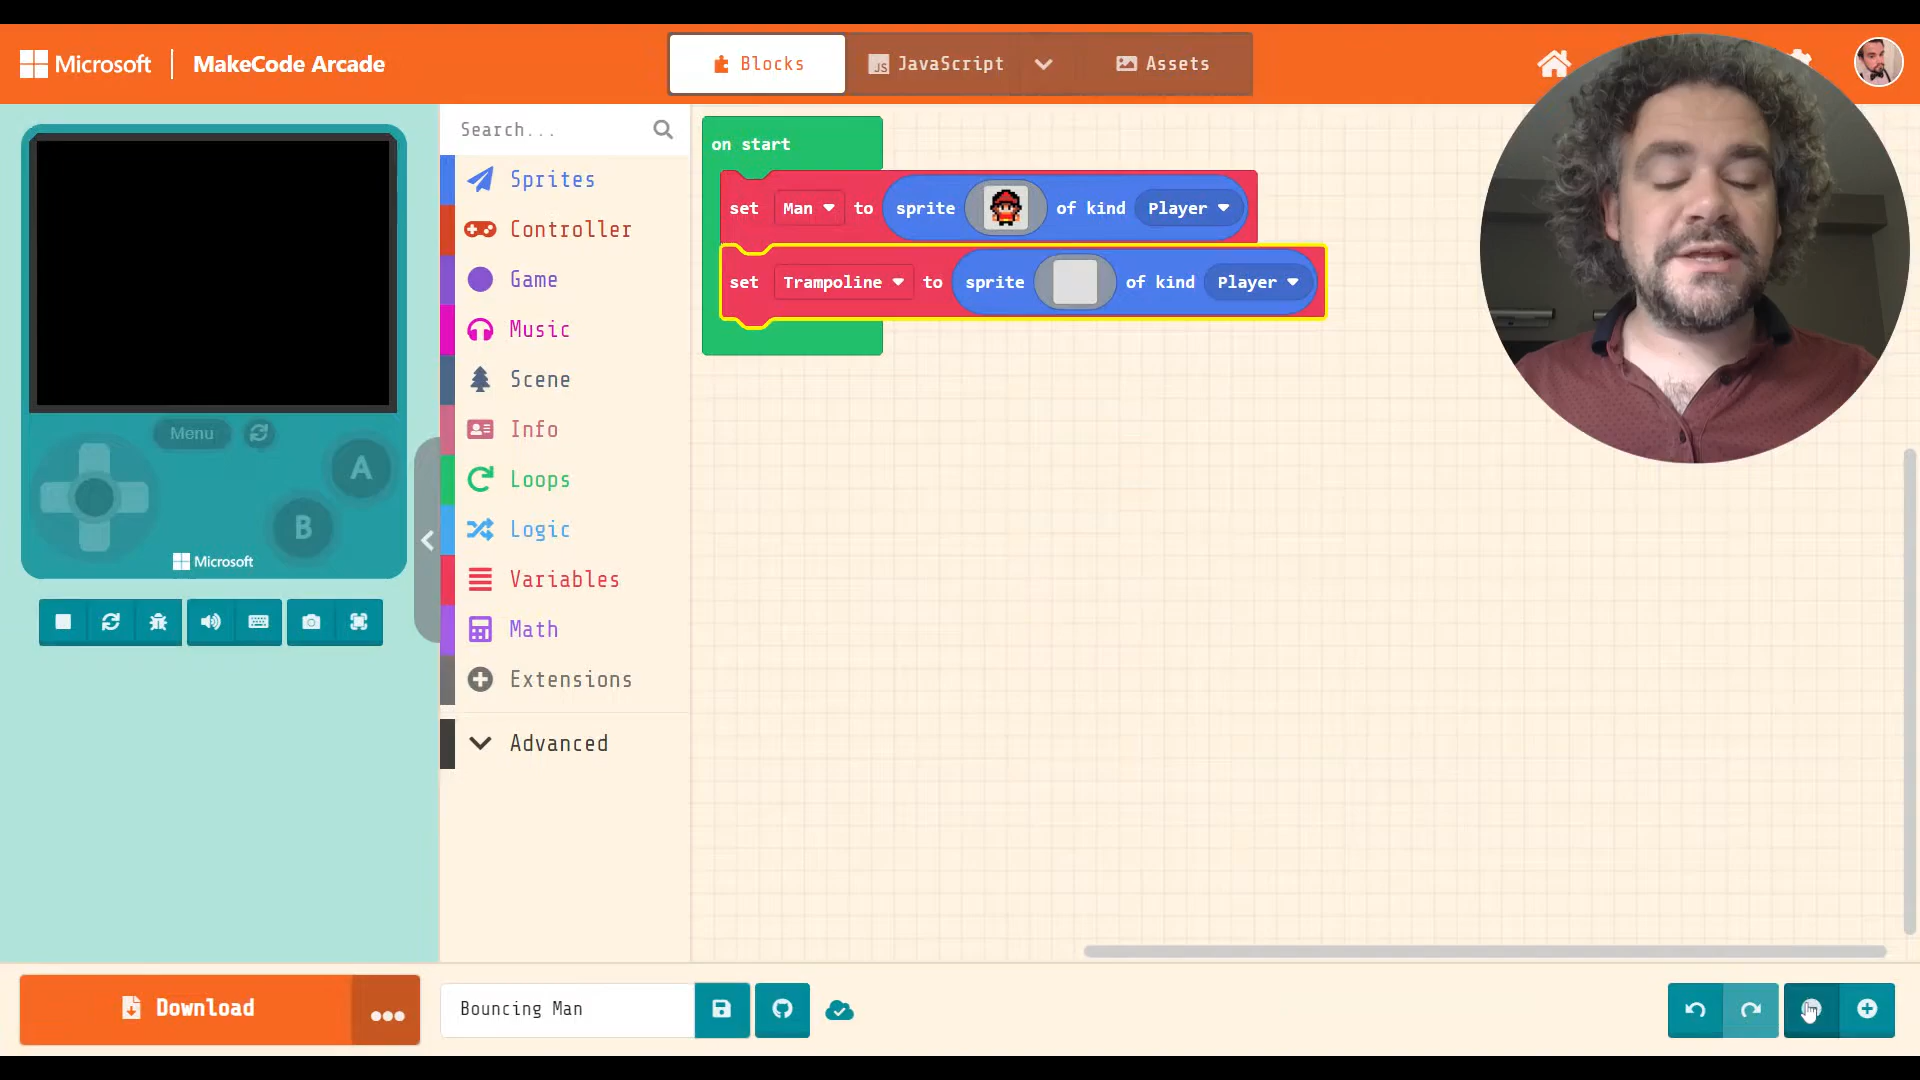 Microsoft
MakeCode Arcade
Blocks
JS
JavaScript
Assets
Search...
on start
Sprites
set Man to sprite of kind Player
Controller
set Trampoline to sprite of kind Player
Game
Music
Scene
Info
Menu
A
Loops
B
Logic
Microsoft
Variables
Math
Extensions
Advanced
Download
Bouncing Man